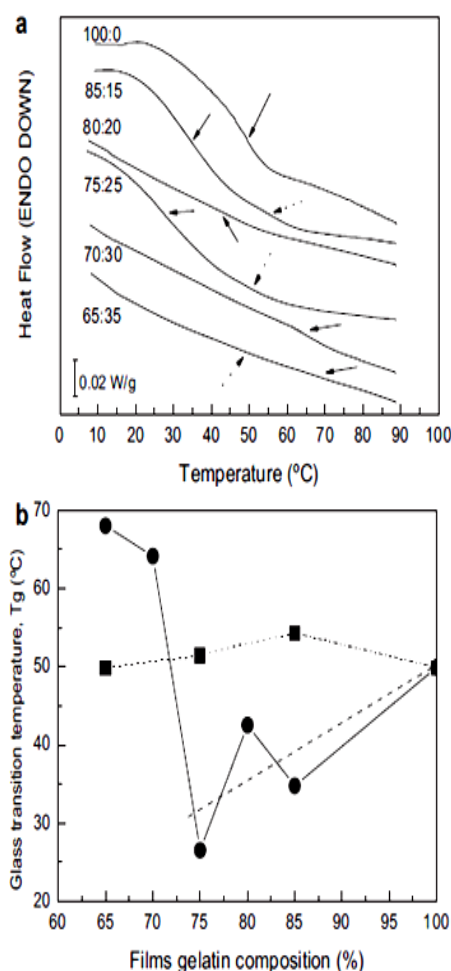 a
100:0
85:15
80:20
75:25
70:30
65:35
0.02 W/g
Heat Flow (ENDO DOWN)
0 10 20 30 40 50 60 70 80 90 100
Temperature (ºC)
b
70
60
50
40
30
20
Glass transition temperature, Tg (ºC)
60 65 70 75 80 85 90 95 100
Films gelatin composition (%)